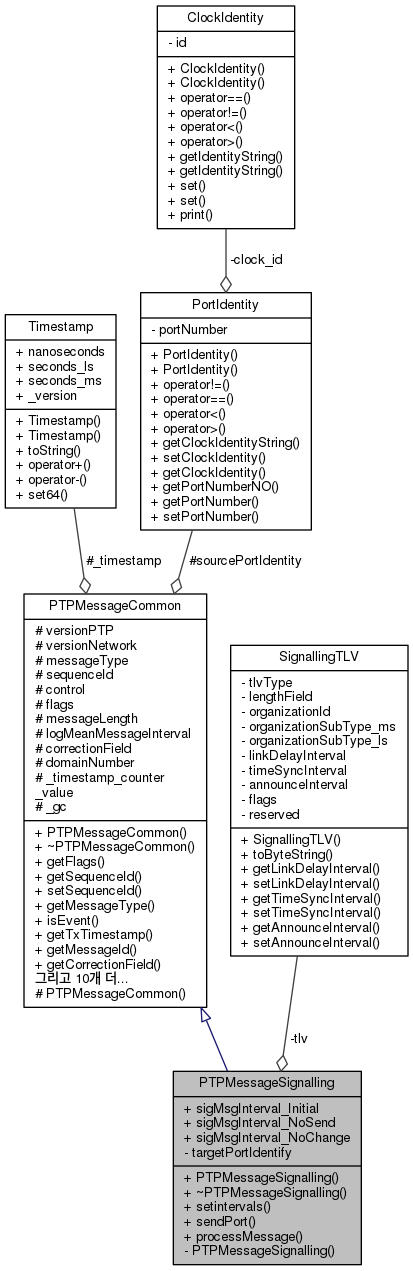 ClockIdentity
- id
+ ClockIdentity()
+ ClockIdentity()
+ operator==()
+ operator!=()
+ operator<()
+ operator>()
+ getIdentityString()
+ getIdentityString()
+ set()
+ set()
+ print()
-clock_id
PortIdentity
- portNumber
+ PortIdentity()
+ PortIdentity()
+ operator!=()
+ operator==()
+ operator<()
+ operator>()
+ getClockIdentityString()
+ setClockIdentity()
+ getClockIdentity()
+ getPortNumberNO()
+ getPortNumber()
+ setPortNumber()
Timestamp
+ nanoseconds
+ seconds_ls
+ seconds_ms
+ _version
+ Timestamp()
+ Timestamp()
+ toString()
+ operator+()
+ operator-()
+ set64()
#_timestamp
#sourcePortIdentity
PTPMessageCommon
# versionPTP
# versionNetwork
# messageType
# sequenceId
# control
# flags
# messageLength
# logMeanMessageInterval
# correctionField
# domainNumber
# _timestamp_counter
_value
# _gc
+ PTPMessageCommon()
+ ~PTPMessageCommon()
+ getFlags()
+ getSequenceId()
+ setSequenceId()
+ getMessageType()
+ isEvent()
+ getTxTimestamp()
+ getMessageId()
+ getCorrectionField()
그리고 10개 더...
# PTPMessageCommon()
SignallingTLV
- tlvType
- lengthField
- organizationId
- organizationSubType_ms
- organizationSubType_ls
- linkDelayInterval
- timeSyncInterval
- announceInterval
- flags
- reserved
+ SignallingTLV()
+ toByteString()
+ getLinkDelayInterval()
+ setLinkDelayInterval()
+ getTimeSyncInterval()
+ setTimeSyncInterval()
+ getAnnounceInterval()
+ setAnnounceInterval()
-tlv
PTPMessageSignalling
+ sigMsgInterval_Initial
+ sigMsgInterval_NoSend
+ sigMsgInterval_NoChange
- targetPortIdentify
+ PTPMessageSignalling()
+ ~PTPMessageSignalling()
+ setintervals()
+ sendPort()
+ processMessage()
- PTPMessageSignalling()